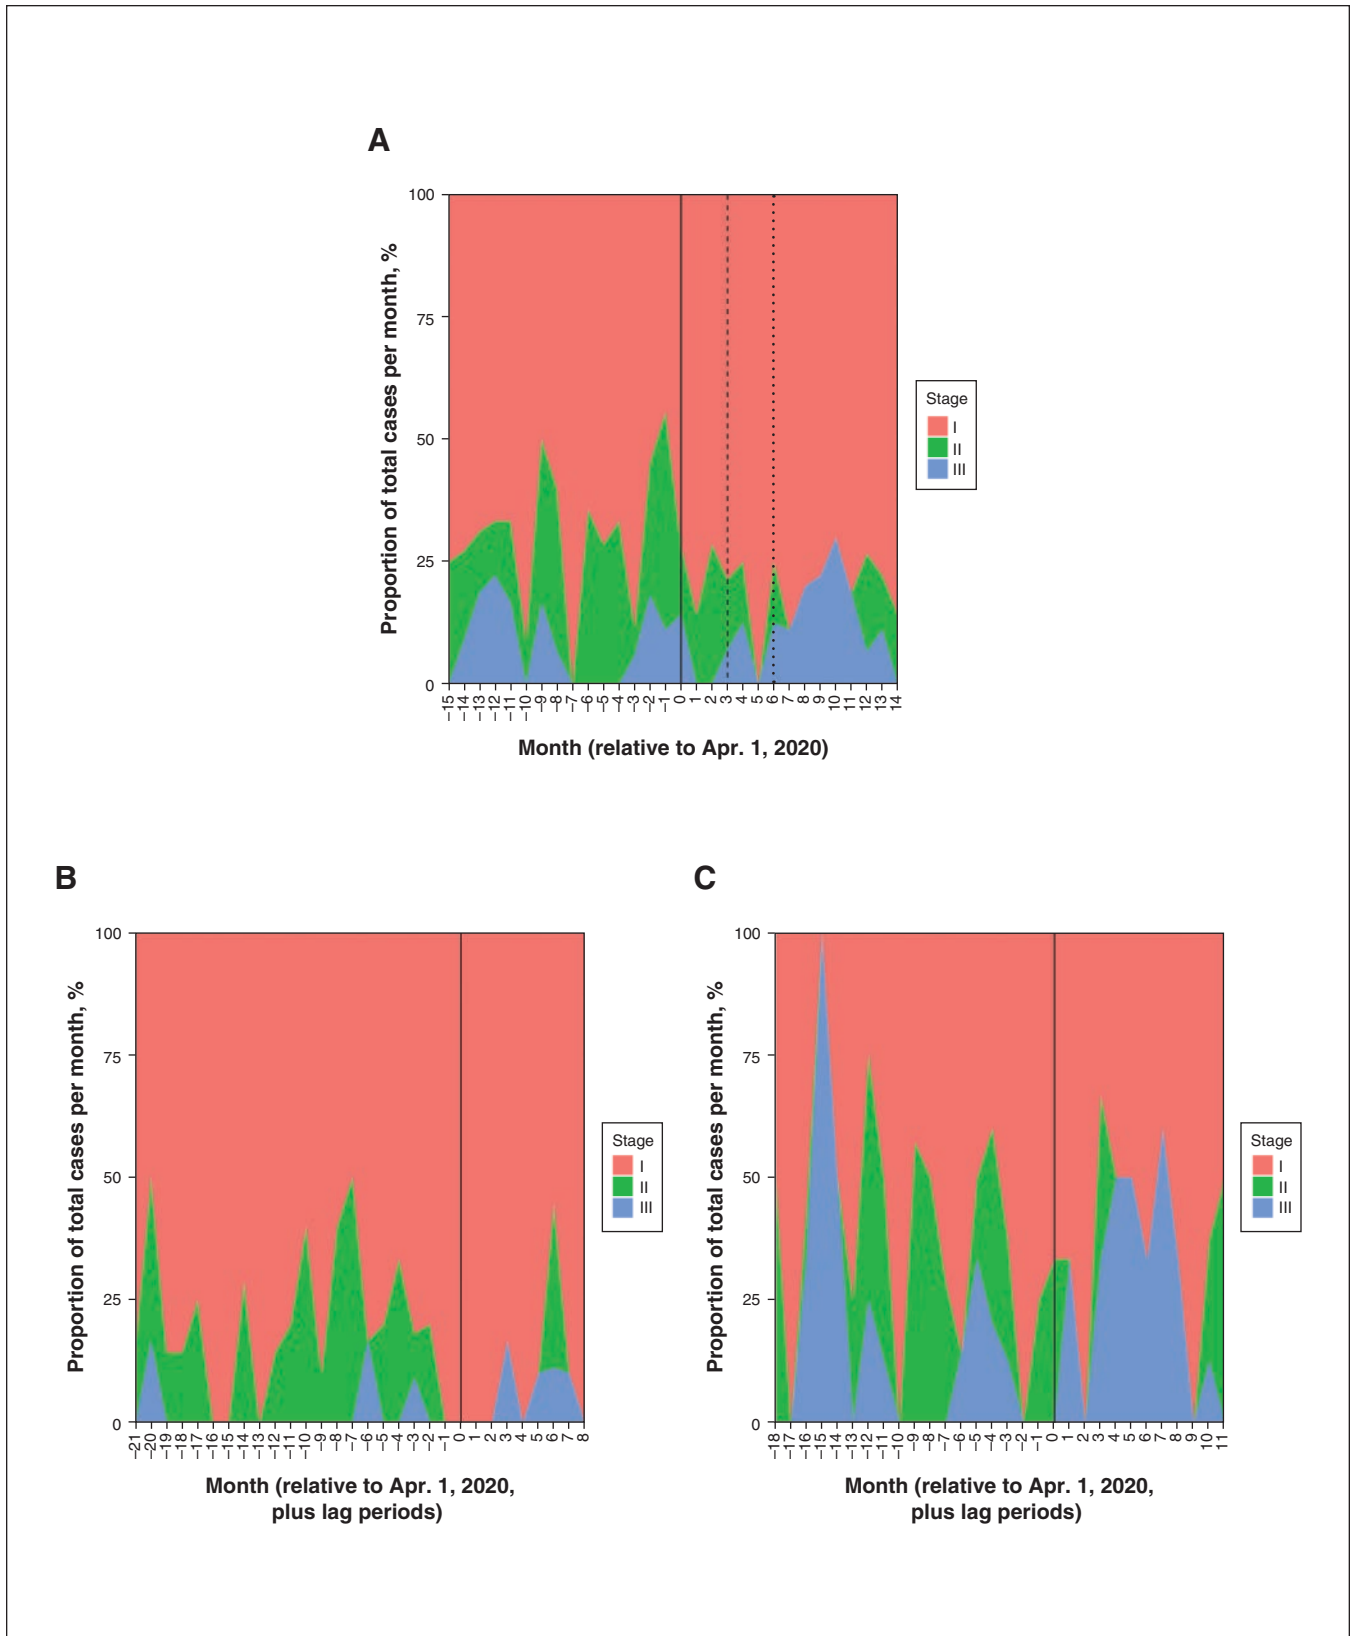 A
100
75
50
25
0
Proportion of total cases per month, %
–15 –14 –13 –12 –11 –10 –9 –8 –7 –6 –5 –4 –3 –2 –1 0 1 2 3 4 5 6 7 8 9 10 11 12 13 14
Month (relative to Apr. 1, 2020)
Stage
I
II
III
B
100
75
50
25
0
Proportion of total cases per month, %
–21 –20 –19 –18 –17 –16 –15 –14 –13 –12 –11 –10 –9 –8 –7 –6 –5 –4 –3 –2 –1 0 1 2 3 4 5 6 7 8
Month (relative to Apr. 1, 2020,
plus lag periods)
Stage
I
II
III
C
100
75
50
25
0
Proportion of total cases per month, %
–18 –17 –16 –15 –14 –13 –12 –11 –10 –9 –8 –7 –6 –5 –4 –3 –2 –1 0 1 2 3 4 5 6 7 8 9 10 11
Month (relative to Apr. 1, 2020,
plus lag periods)
Stage
I
II
III